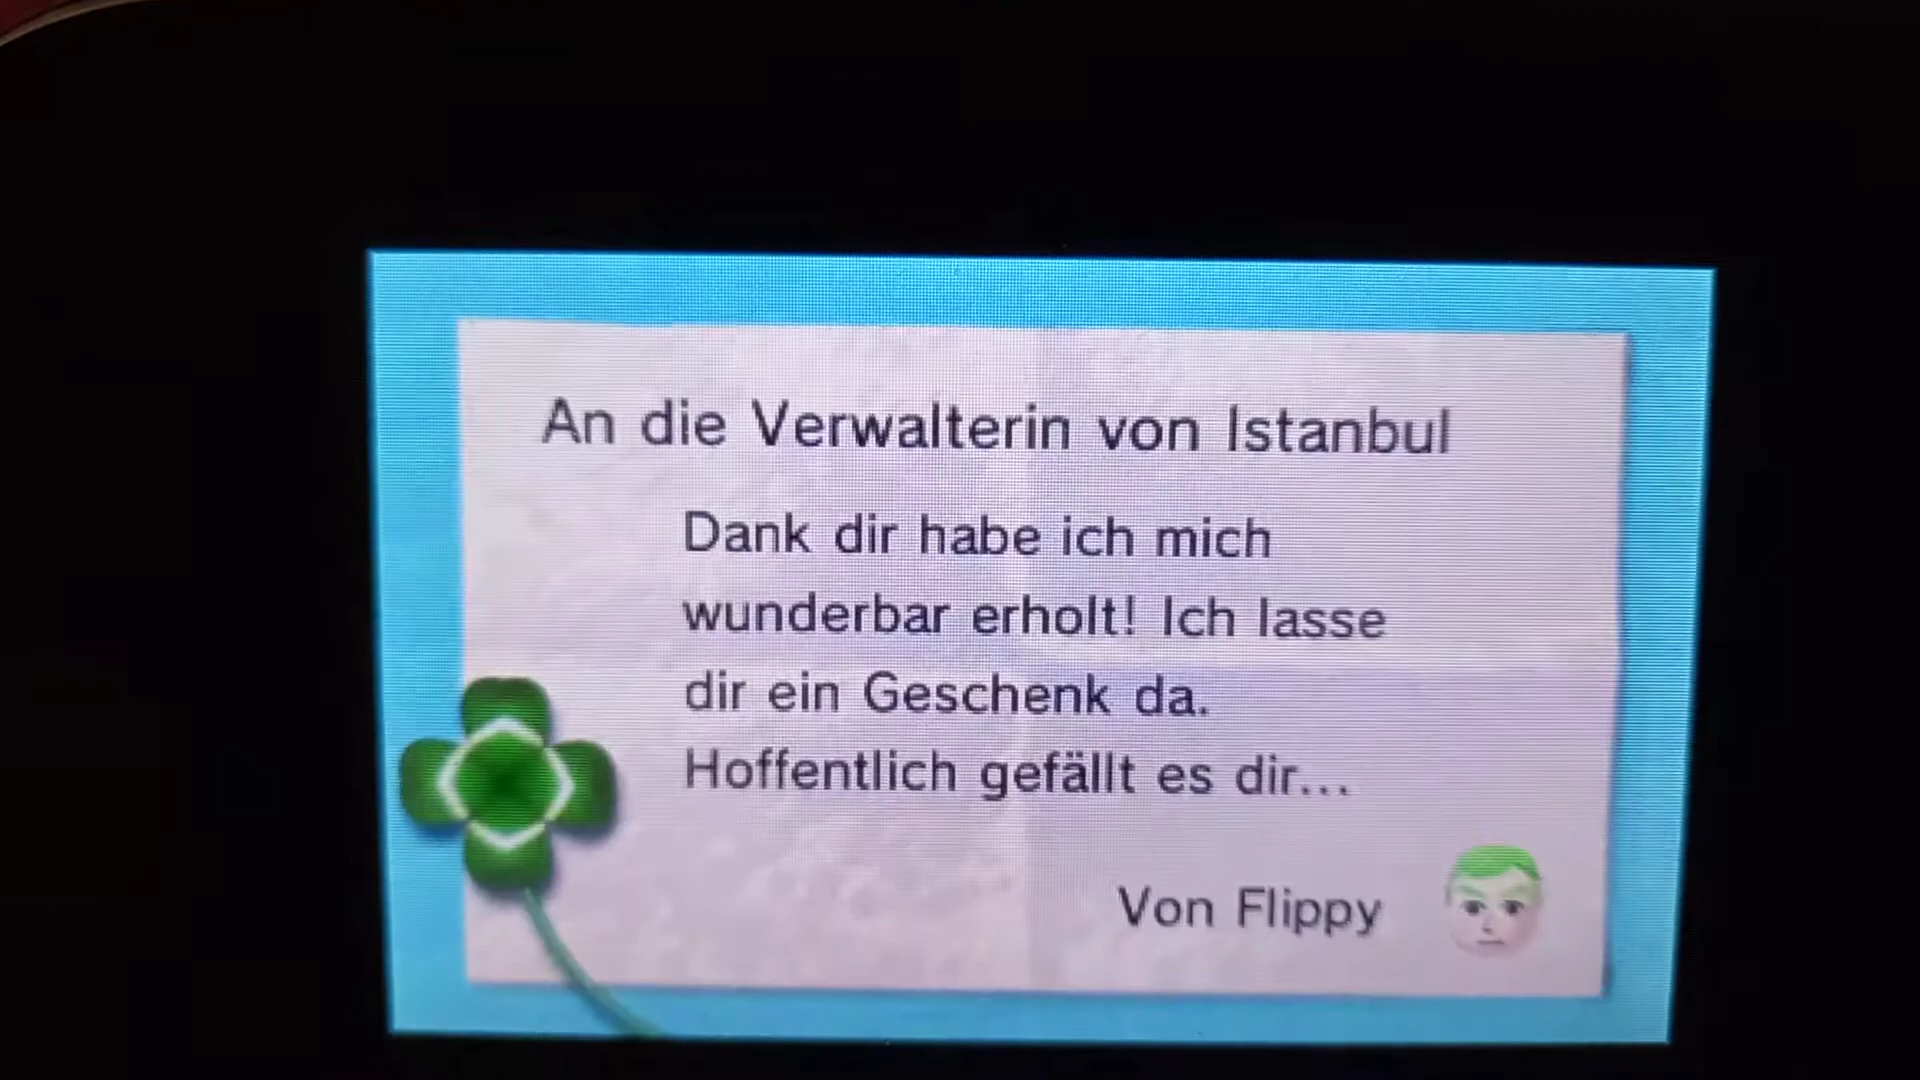 An die Verwalterin von Istanbul
Dank dir habe ich mich
wunderbar erholt! Ich lasse
dir ein Geschenk da.
Hoffentlich gefällt es dir...
Von Flippy